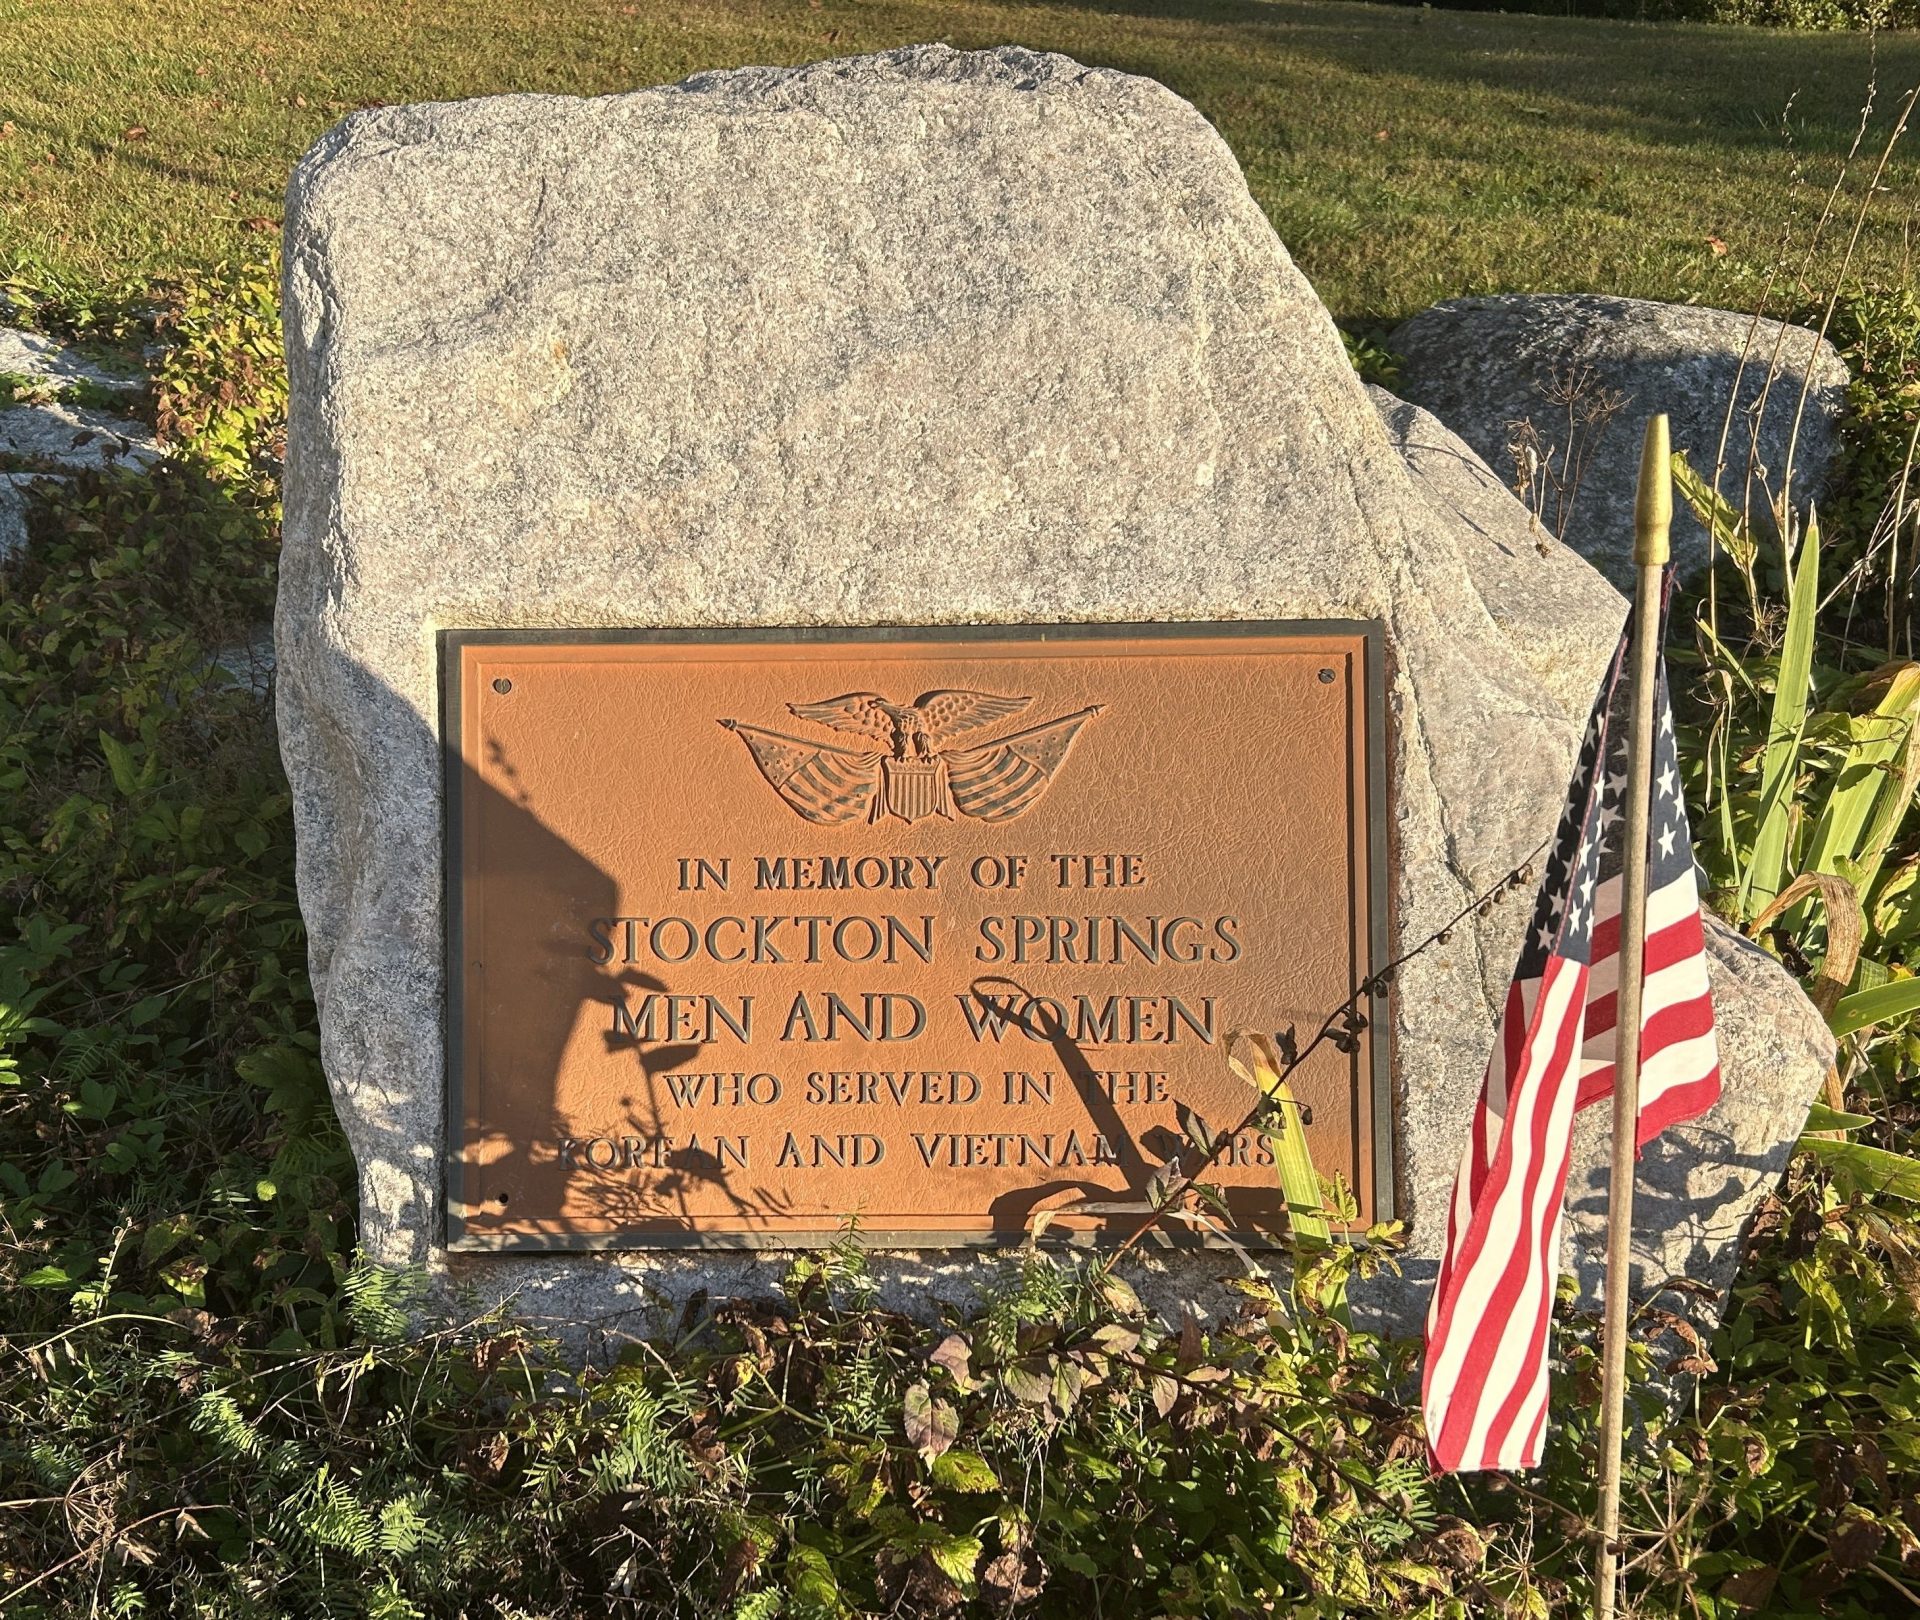 IN MEMORY OF THE
STOCKTON SPRINGS
MEN AND WOMEN
WHO SERVED IN THE
KOREAN AND VIETNAM WARS